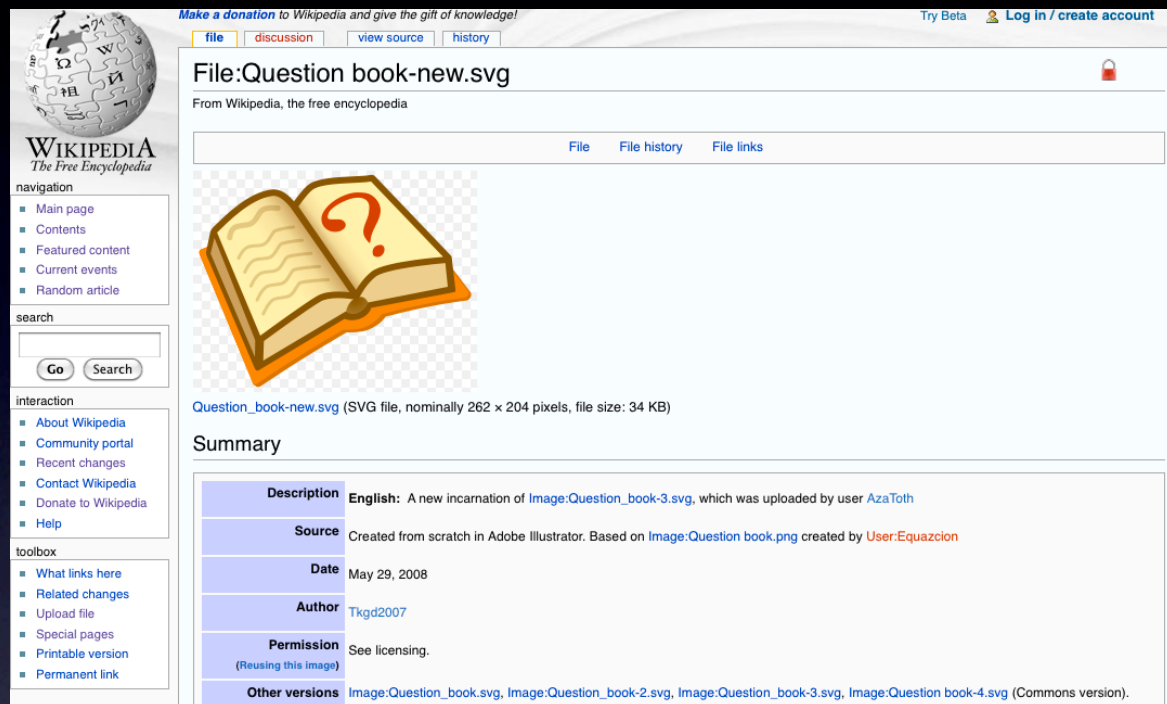 Make a donation to Wikipedia and give the gift of knowledge!
Try Beta Log in / create account
file discussion view source history
File:Question book-new.svg
From Wikipedia, the free encyclopedia
File File history File links
WIKIPEDIA
The Free Encyclopedia
navigation
Main page
Contents
Featured content
Current events
Random article
search
Go Search
interaction
About Wikipedia
Community portal
Recent changes
Contact Wikipedia
Donate to Wikipedia
Help
toolbox
What links here
Related changes
Upload file
Special pages
Printable version
Permanent link
?
Question_book-new.svg (SVG file, nominally 262 × 204 pixels, file size: 34 KB)
Summary
Description English: A new incarnation of Image:Question_book-3.svg, which was uploaded by user AzaToth
Source Created from scratch in Adobe Illustrator. Based on Image:Question book.png created by User:Equazcion
Date May 29, 2008
Author Tkgd2007
Permission See licensing.
(Reusing this image)
Other versions Image:Question_book.svg, Image:Question_book-2.svg, Image:Question_book-3.svg, Image:Question book-4.svg (Commons version).